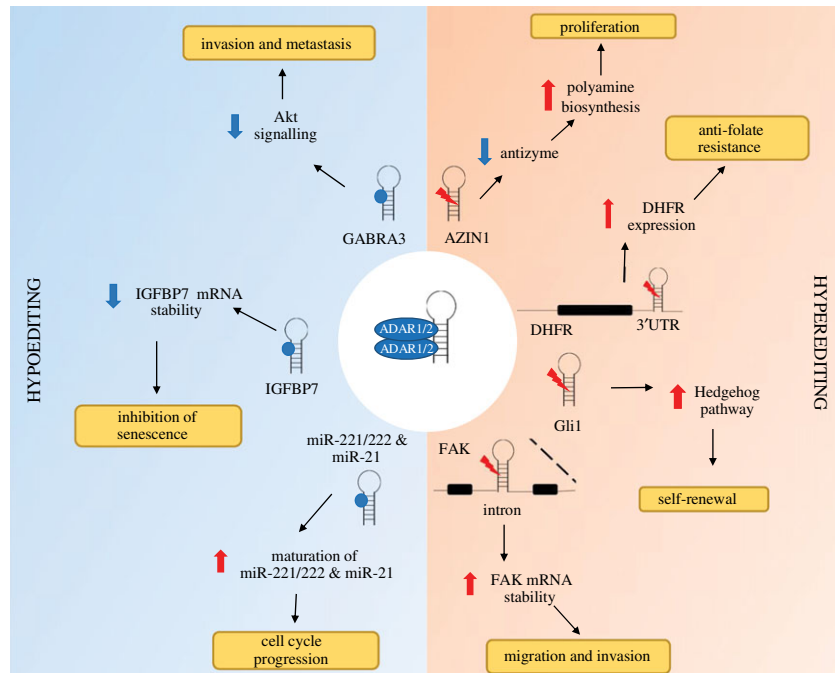 HYPOEDITING
invasion and metastasis
Akt
signalling
GABRA3
IGFBP7 mRNA
stability
IGFBP7
inhibition of
senescence
miR-221/222 &
miR-21
maturation of
miR-221/222 & miR-21
cell cycle
progression
ADAR1/2
ADAR1/2
proliferation
polyamine
biosynthesis
antizyme
AZIN1
anti-folate
resistance
DHFR
expression
DHFR
3′UTR
Gli1
Hedgehog
pathway
self-renewal
FAK
intron
FAK mRNA
stability
migration and invasion
HYPEREDITING